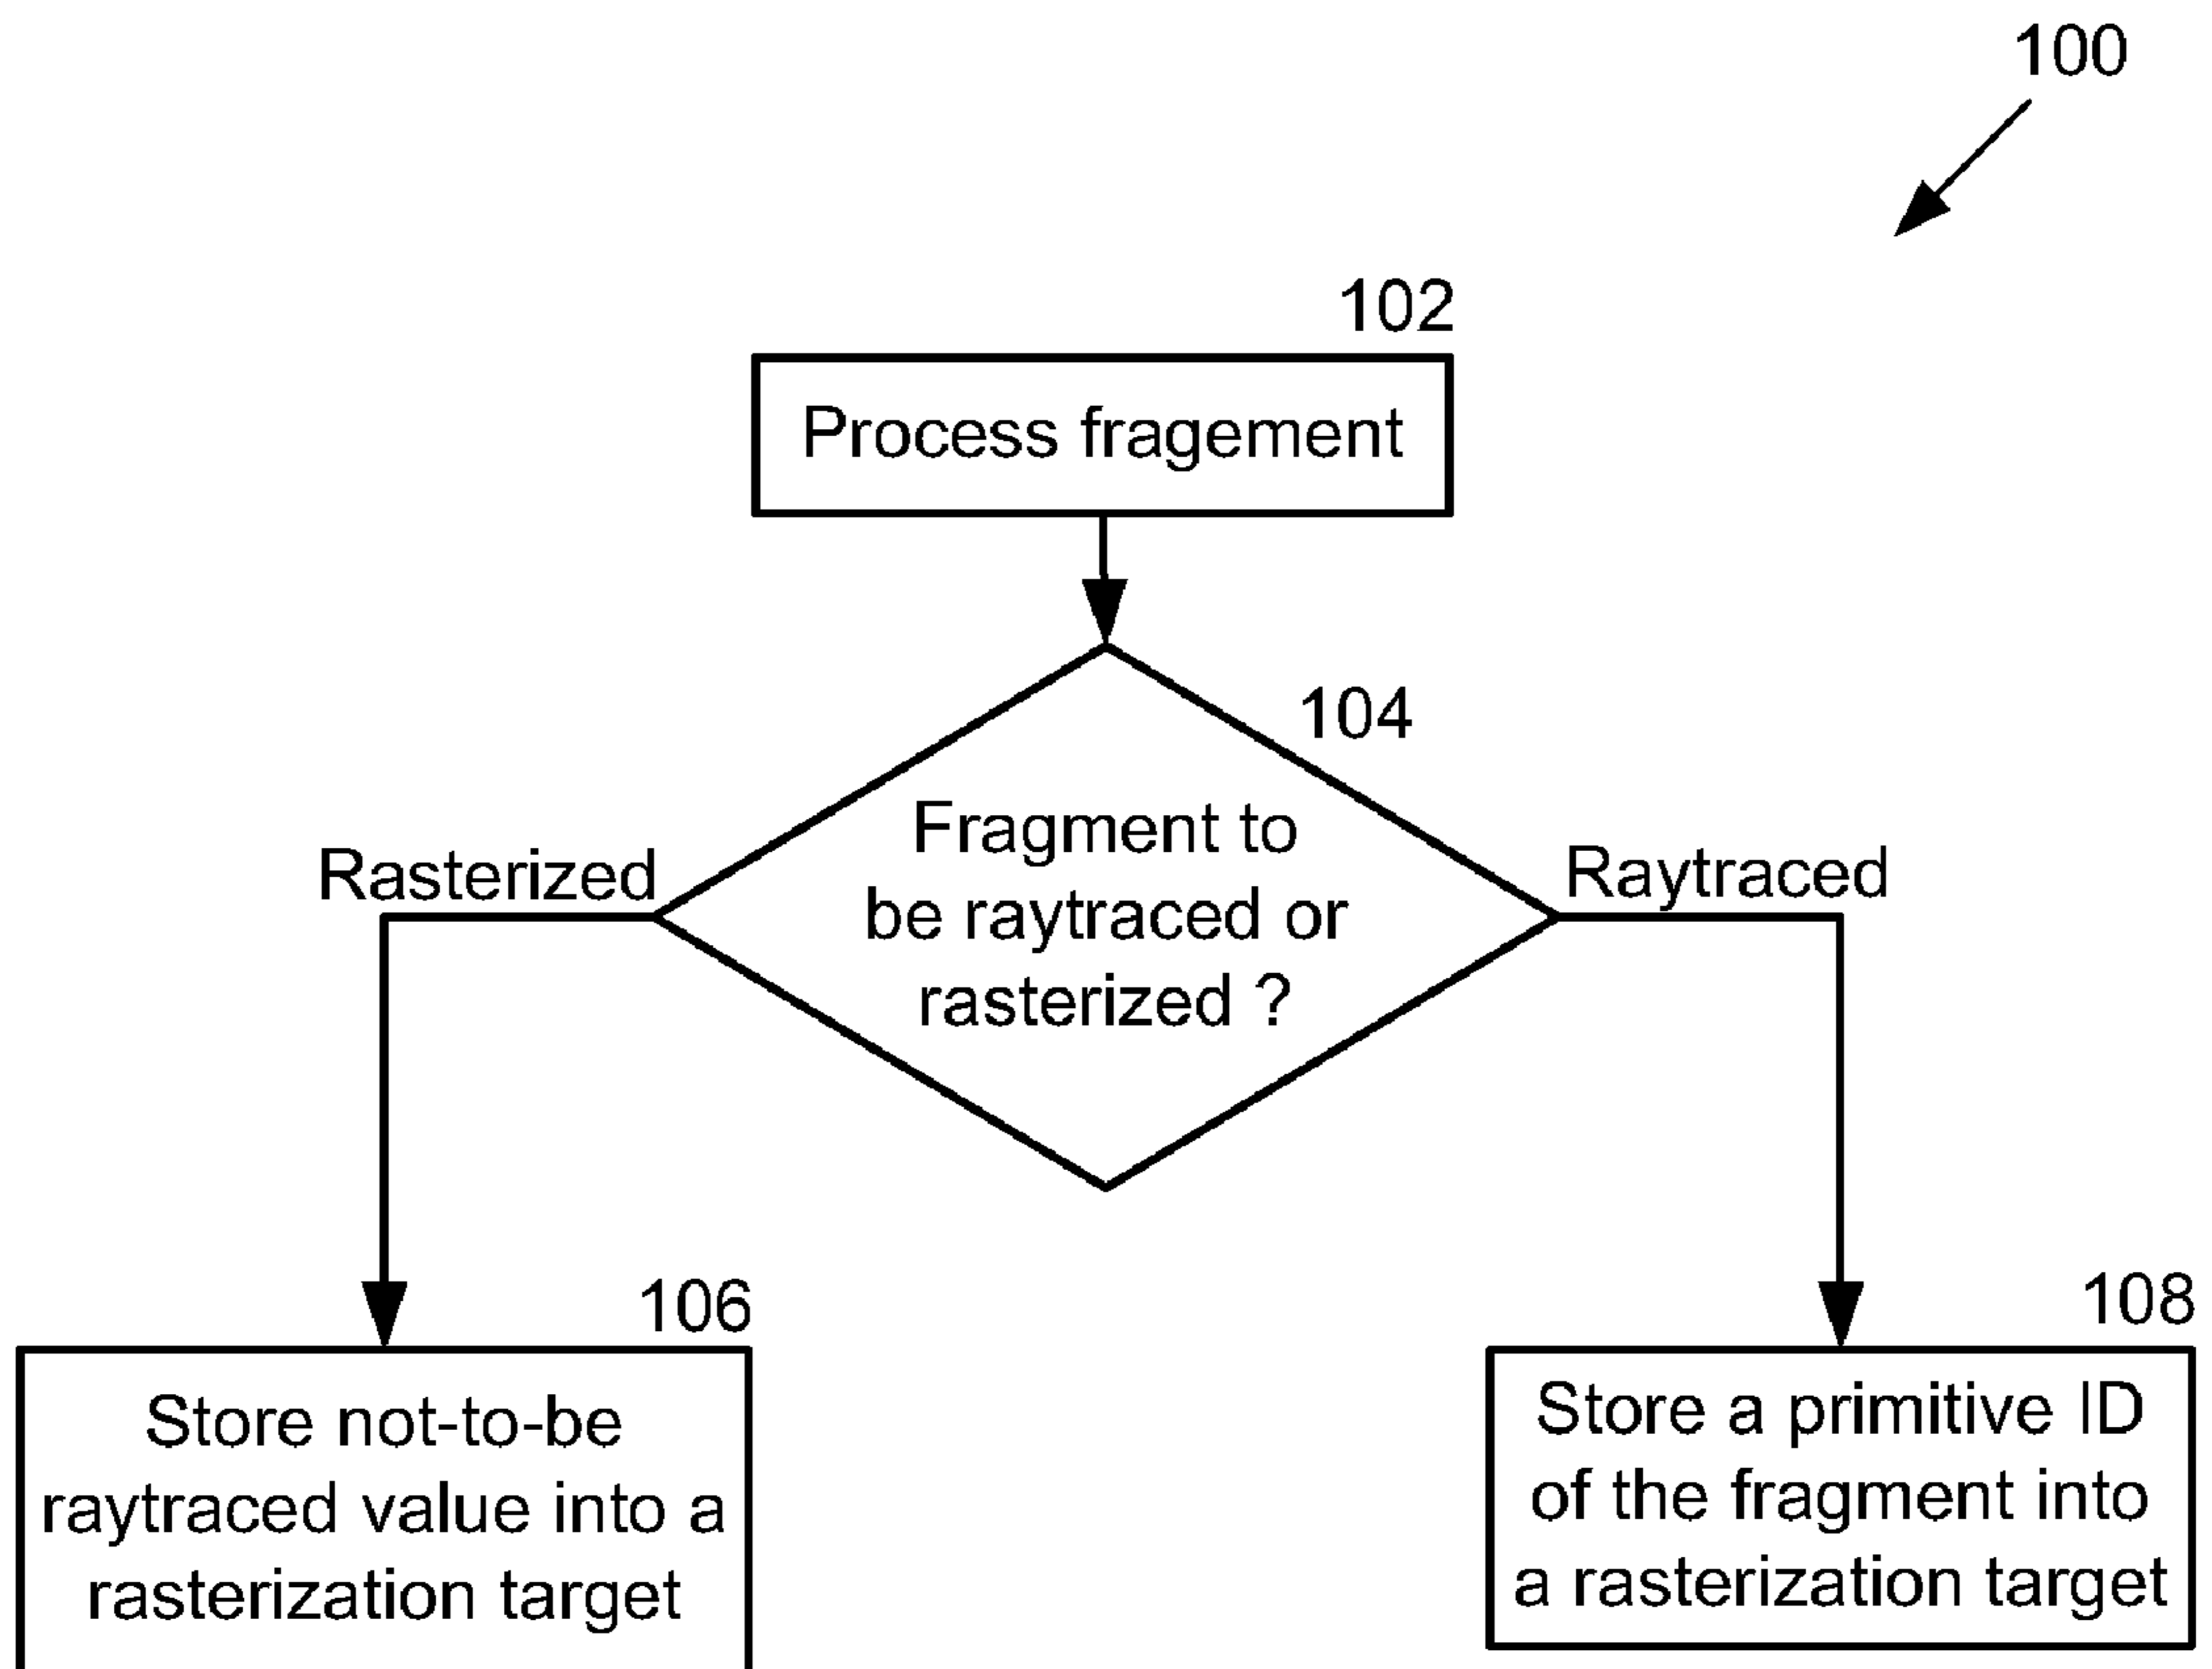 100
102
Process fragement
104
Fragment to
be raytraced or
rasterized ?
Rasterized
Raytraced
106
Store not-to-be
raytraced value into a
rasterization target
108
Store a primitive ID
of the fragment into
a rasterization target